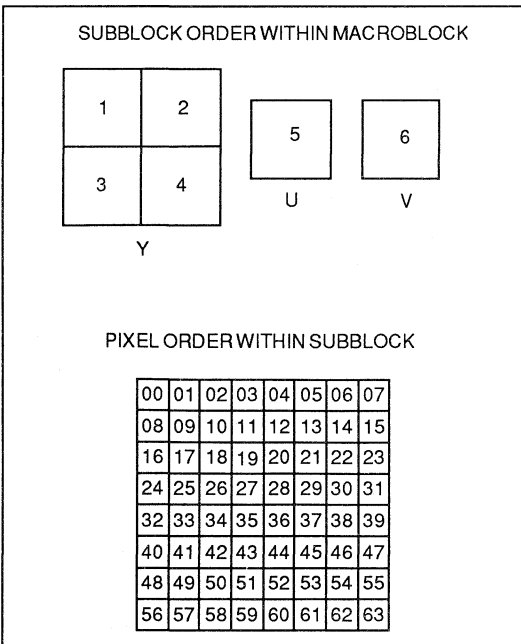 SUBBLOCK ORDER WITHIN MACROBLOCK
1 2
3 4
5
6
Y
U
V
PIXEL ORDER WITHIN SUBBLOCK
00 01 02 03 04 05 06 07
08 09 10 11 12 13 14 15
16 17 18 19 20 21 22 23
24 25 26 27 28 29 30 31
32 33 34 35 36 37 38 39
40 41 42 43 44 45 46 47
48 49 50 51 52 53 54 55
56 57 58 59 60 61 62 63